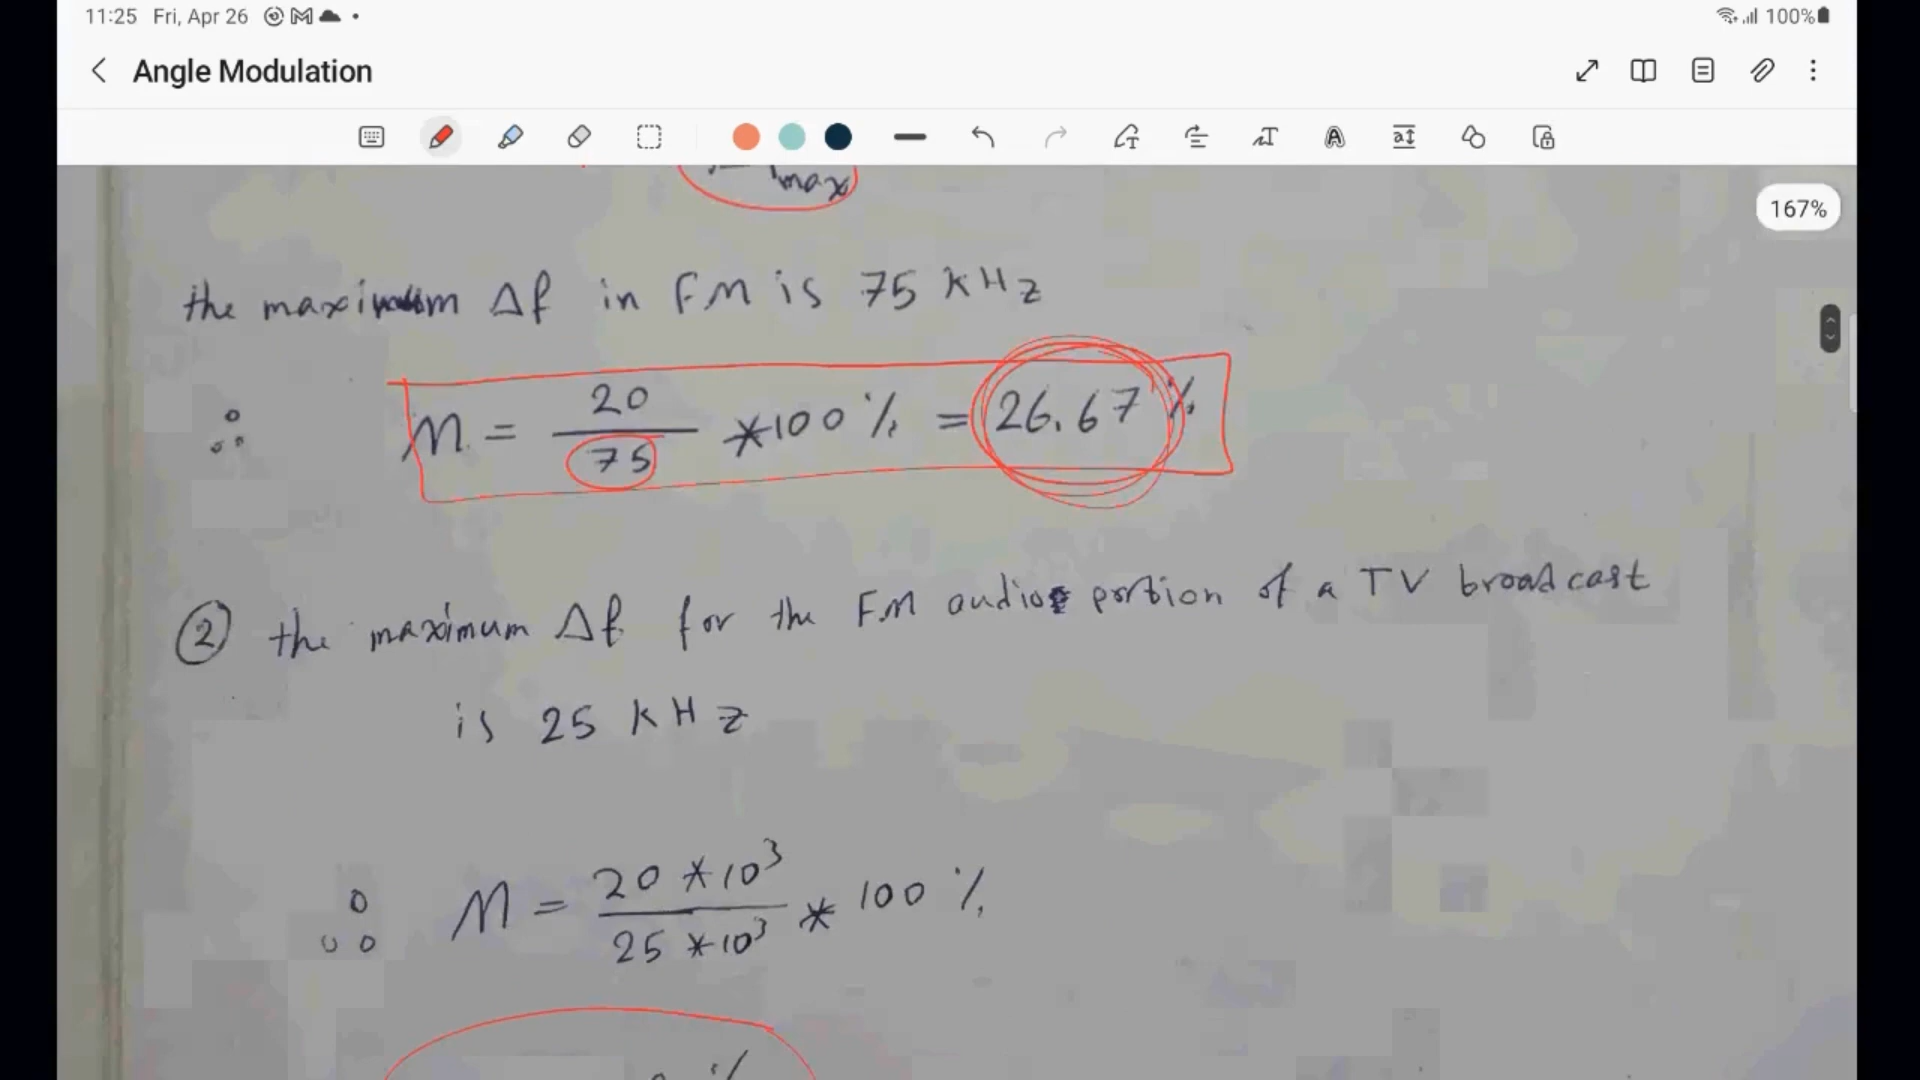 11:25 Fri, Apr 26
100%
Angle Modulation
167%
max
the maximum Δf in FM is 75 kHz
∴ M = 20/75 *100% = 26.67%
② the maximum Δf for the FM audio portion of a TV broadcast
is 25 kHz
∴ M = 20*10³/25*10³ * 100%
%